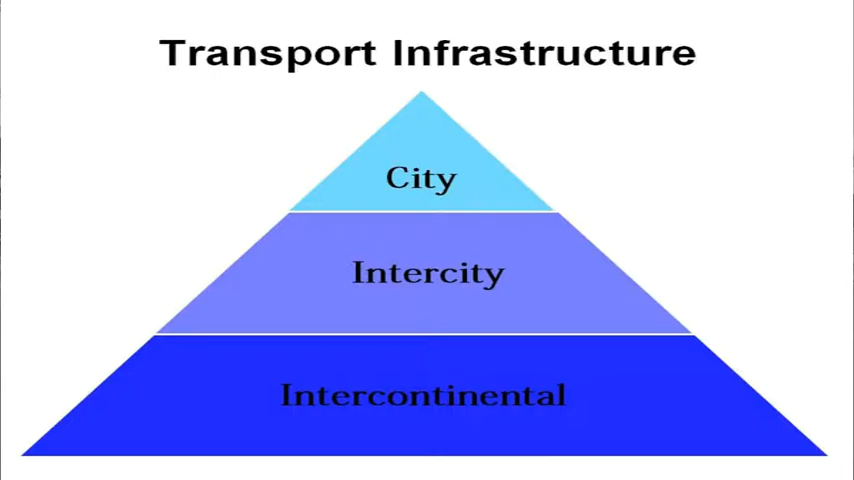 Transport Infrastructure
City
Intercity
Intercontinental